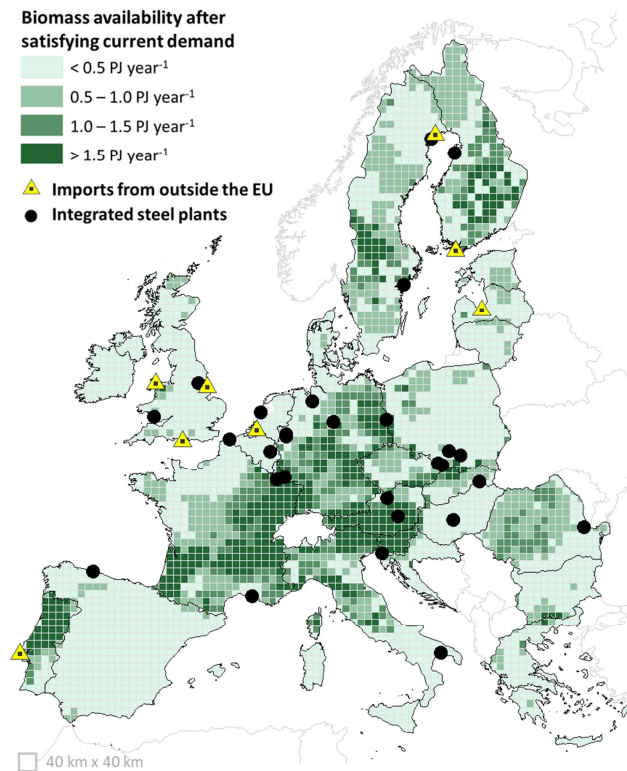 Biomass availability after
satisfying current demand
< 0.5 PJ year⁻¹
0.5 – 1.0 PJ year⁻¹
1.0 – 1.5 PJ year⁻¹
> 1.5 PJ year⁻¹
Imports from outside the EU
Integrated steel plants
40 km x 40 km